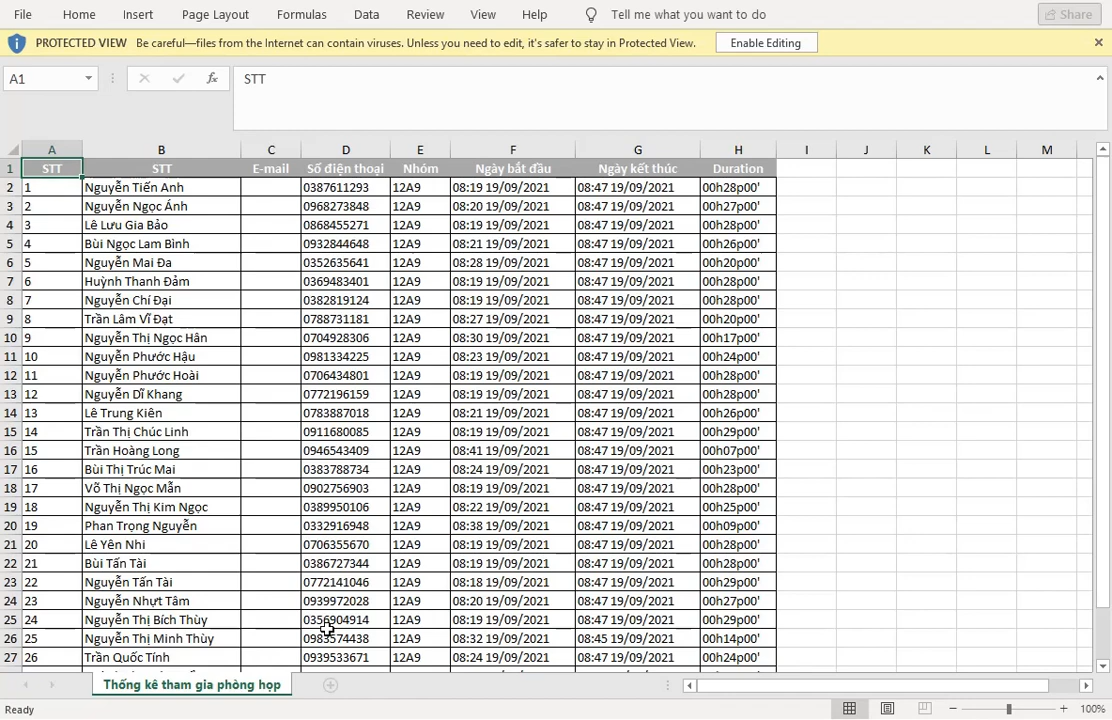 File Home Insert Page Layout Formulas Data Review View Help Tell me what you want to do Share
PROTECTED VIEW Be careful—files from the Internet can contain viruses. Unless you need to edit, it's safer to stay in Protected View. Enable Editing
A1 fx STT
A B C D E F G H I J K L M
1 STT STT E-mail Số điện thoại Nhóm Ngày bắt đầu Ngày kết thúc Duration
2 1 Nguyễn Tiến Anh 0387611293 12A9 08:19 19/09/2021 08:47 19/09/2021 00h28p00'
3 2 Nguyễn Ngọc Ánh 0968273848 12A9 08:20 19/09/2021 08:47 19/09/2021 00h27p00'
4 3 Lê Lưu Gia Bảo 0868455271 12A9 08:19 19/09/2021 08:47 19/09/2021 00h28p00'
5 4 Bùi Ngọc Lam Bình 0932844648 12A9 08:21 19/09/2021 08:47 19/09/2021 00h26p00'
6 5 Nguyễn Mai Đa 0352635641 12A9 08:28 19/09/2021 08:47 19/09/2021 00h20p00'
7 6 Huỳnh Thanh Đảm 0369483401 12A9 08:19 19/09/2021 08:47 19/09/2021 00h28p00'
8 7 Nguyễn Chí Đại 0382819124 12A9 08:19 19/09/2021 08:47 19/09/2021 00h28p00'
9 8 Trần Lâm Vĩ Đạt 0788731181 12A9 08:27 19/09/2021 08:47 19/09/2021 00h20p00'
10 9 Nguyễn Thị Ngọc Hân 0704928306 12A9 08:30 19/09/2021 08:47 19/09/2021 00h17p00'
11 10 Nguyễn Phước Hậu 0981334225 12A9 08:23 19/09/2021 08:47 19/09/2021 00h24p00'
12 11 Nguyễn Phước Hoài 0706434801 12A9 08:19 19/09/2021 08:47 19/09/2021 00h28p00'
13 12 Nguyễn Dĩ Khang 0772196159 12A9 08:19 19/09/2021 08:47 19/09/2021 00h28p00'
14 13 Lê Trung Kiên 0783887018 12A9 08:21 19/09/2021 08:47 19/09/2021 00h26p00'
15 14 Trần Thị Chúc Linh 0911680085 12A9 08:19 19/09/2021 08:47 19/09/2021 00h29p00'
16 15 Trần Hoàng Long 0946543409 12A9 08:41 19/09/2021 08:47 19/09/2021 00h07p00'
17 16 Bùi Thị Trúc Mai 0383788734 12A9 08:24 19/09/2021 08:47 19/09/2021 00h23p00'
18 17 Võ Thị Ngọc Mẫn 0902756903 12A9 08:19 19/09/2021 08:47 19/09/2021 00h28p00'
19 18 Nguyễn Thị Kim Ngọc 0389950106 12A9 08:22 19/09/2021 08:47 19/09/2021 00h25p00'
20 19 Phan Trọng Nguyễn 0332916948 12A9 08:38 19/09/2021 08:47 19/09/2021 00h09p00'
21 20 Lê Yên Nhi 0706355670 12A9 08:19 19/09/2021 08:47 19/09/2021 00h28p00'
22 21 Bùi Tấn Tài 0386727344 12A9 08:19 19/09/2021 08:47 19/09/2021 00h28p00'
23 22 Nguyễn Tấn Tài 0772141046 12A9 08:18 19/09/2021 08:47 19/09/2021 00h29p00'
24 23 Nguyễn Nhựt Tâm 0939972028 12A9 08:20 19/09/2021 08:47 19/09/2021 00h27p00'
25 24 Nguyễn Thị Bích Thùy 0356904914 12A9 08:19 19/09/2021 08:47 19/09/2021 00h29p00'
26 25 Nguyễn Thị Minh Thùy 0983574438 12A9 08:32 19/09/2021 08:45 19/09/2021 00h14p00'
27 26 Trần Quốc Tính 0939533671 12A9 08:24 19/09/2021 08:47 19/09/2021 00h24p00'
Thống kê tham gia phòng họp
Ready 100%